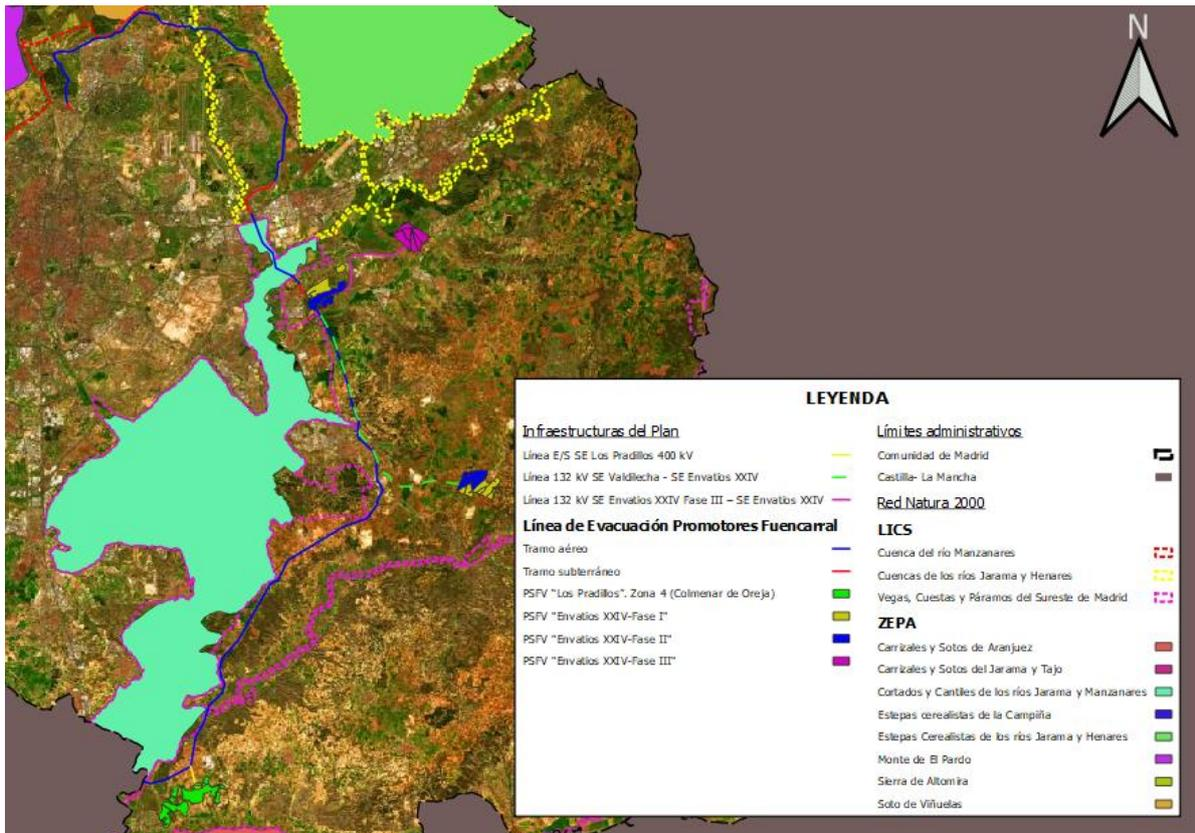 N
LEYENDA
Infraestructuras del Plan
Línea E/S SE Los Pradillos 400 kV
Línea 132 kV SE Valdilecha - SE Envatios XXIV
Línea 132 kV SE Envatios XXIV Fase III – SE Envatios XXIV
Línea de Evacuación Promotores Fuencarral
Tramo aéreo
Tramo subterráneo
PSFV "Los Pradillos". Zona 4 (Colmenar de Oreja)
PSFV "Envatios XXIV-Fase I"
PSFV "Envatios XXIV-Fase II"
PSFV "Envatios XXIV-Fase III"
Límites administrativos
Comunidad de Madrid
Castilla- La Mancha
Red Natura 2000
LICS
Cuenca del río Manzanares
Cuencas de los ríos Jarama y Henares
Vegas, Cuestas y Páramos del Sureste de Madrid
ZEPA
Carrizales y Sotos de Aranjuez
Carrizales y Sotos del Jarama y Tajo
Cortados y Cantiles de los ríos Jarama y Manzanares
Estepas cerealistas de la Campiña
Estepas Cerealistas de los ríos Jarama y Henares
Monte de El Pardo
Sierra de Altomira
Soto de Viñuelas